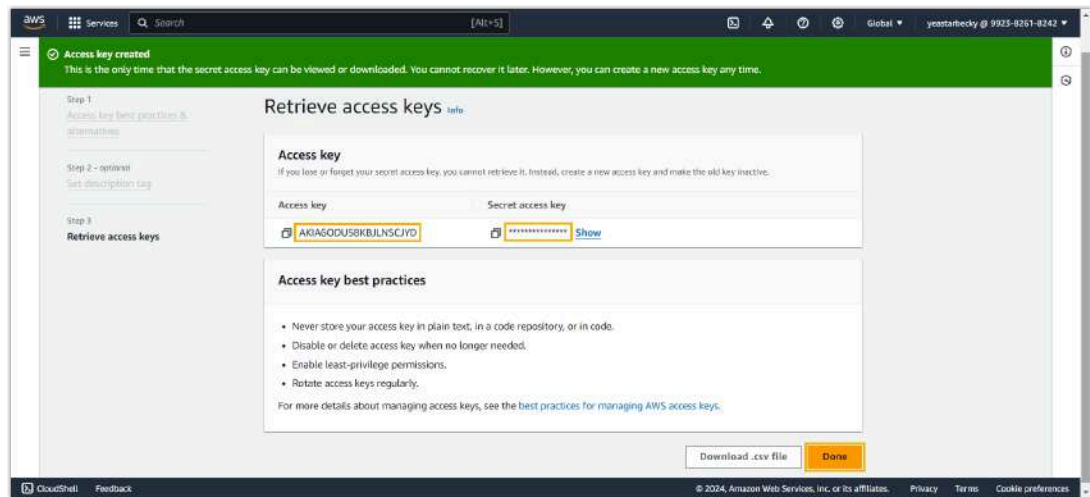 aws Services Search [Alt+S] Global yeastarbecky @ 9923-8261-8242
Access key created
This is the only time that the secret access key can be viewed or downloaded. You cannot recover it later. However, you can create a new access key any time.
Step 1
Access key best practices &
alternatives
Step 2 - optional
Set description tag
Step 3
Retrieve access keys
Retrieve access keys Info
Access key
If you lose or forget your secret access key, you cannot retrieve it. Instead, create a new access key and make the old key inactive.
Access key Secret access key
*************** Show
Access key best practices
• Never store your access key in plain text, in a code repository, or in code.
• Disable or delete access key when no longer needed.
• Enable least-privilege permissions.
• Rotate access keys regularly.
For more details about managing access keys, see the best practices for managing AWS access keys.
Download .csv file Done
CloudShell Feedback © 2024, Amazon Web Services, Inc. or its affiliates. Privacy Terms Cookie preferences